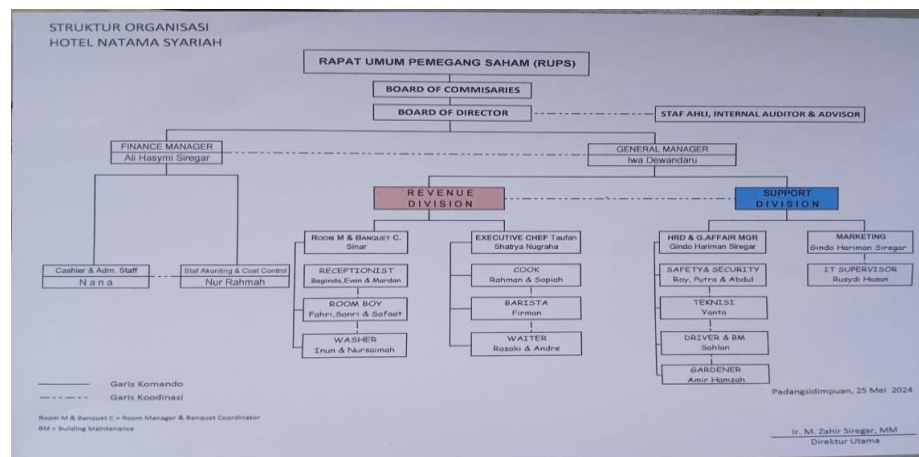 STRUKTUR ORGANISASI
HOTEL NATAMA SYARIAH
RAPAT UMUM PEMEGANG SAHAM (RUPS)
BOARD OF COMMISARIES
BOARD OF DIRECTOR
STAF AHLI, INTERNAL AUDITOR & ADVISOR
FINANCE MANAGER
Ali Hasymi Siregar
GENERAL MANAGER
Iwa Dewandaru
REVENUE
DIVISION
SUPPORT
DIVISION
ROOM M & BANQUET C.
Sinar
EXECUTIVE CHEF Taufan
Shatrya Nugraha
HRD & G.AFFAIR MGR
Gindo Hariman Siregar
MARKETING
Gindo Hariman Siregar
Cashier & Adm. Staff
Nana
Staf Akunting & Cost Control
Nur Rahmah
RECEPTIONIST
Baginda,Evan & Mardan
COOK
Rahman & Sopiah
SAFETY& SECURITY
Roy, Putra & Abdul
IT SUPERVISOR
Rusydi Hasan
ROOM BOY
Fahri,Sanri & Safaat
BARISTA
Firman
TEKNISI
Yanto
WASHER
Inun & Nursaimah
WAITER
Rasoki & Andre
DRIVER & BM
Sahlan
GARDENER
Amir Hamzah
Garis Komando
Garis Koodinasi
Padangsidimpuan, 25 Mei 2024
Room M & Banquet C = Room Manager & Banquet Coordinator
BM = Building Maintenance
Ir. M. Zahir Siregar, MM
Direktur Utama